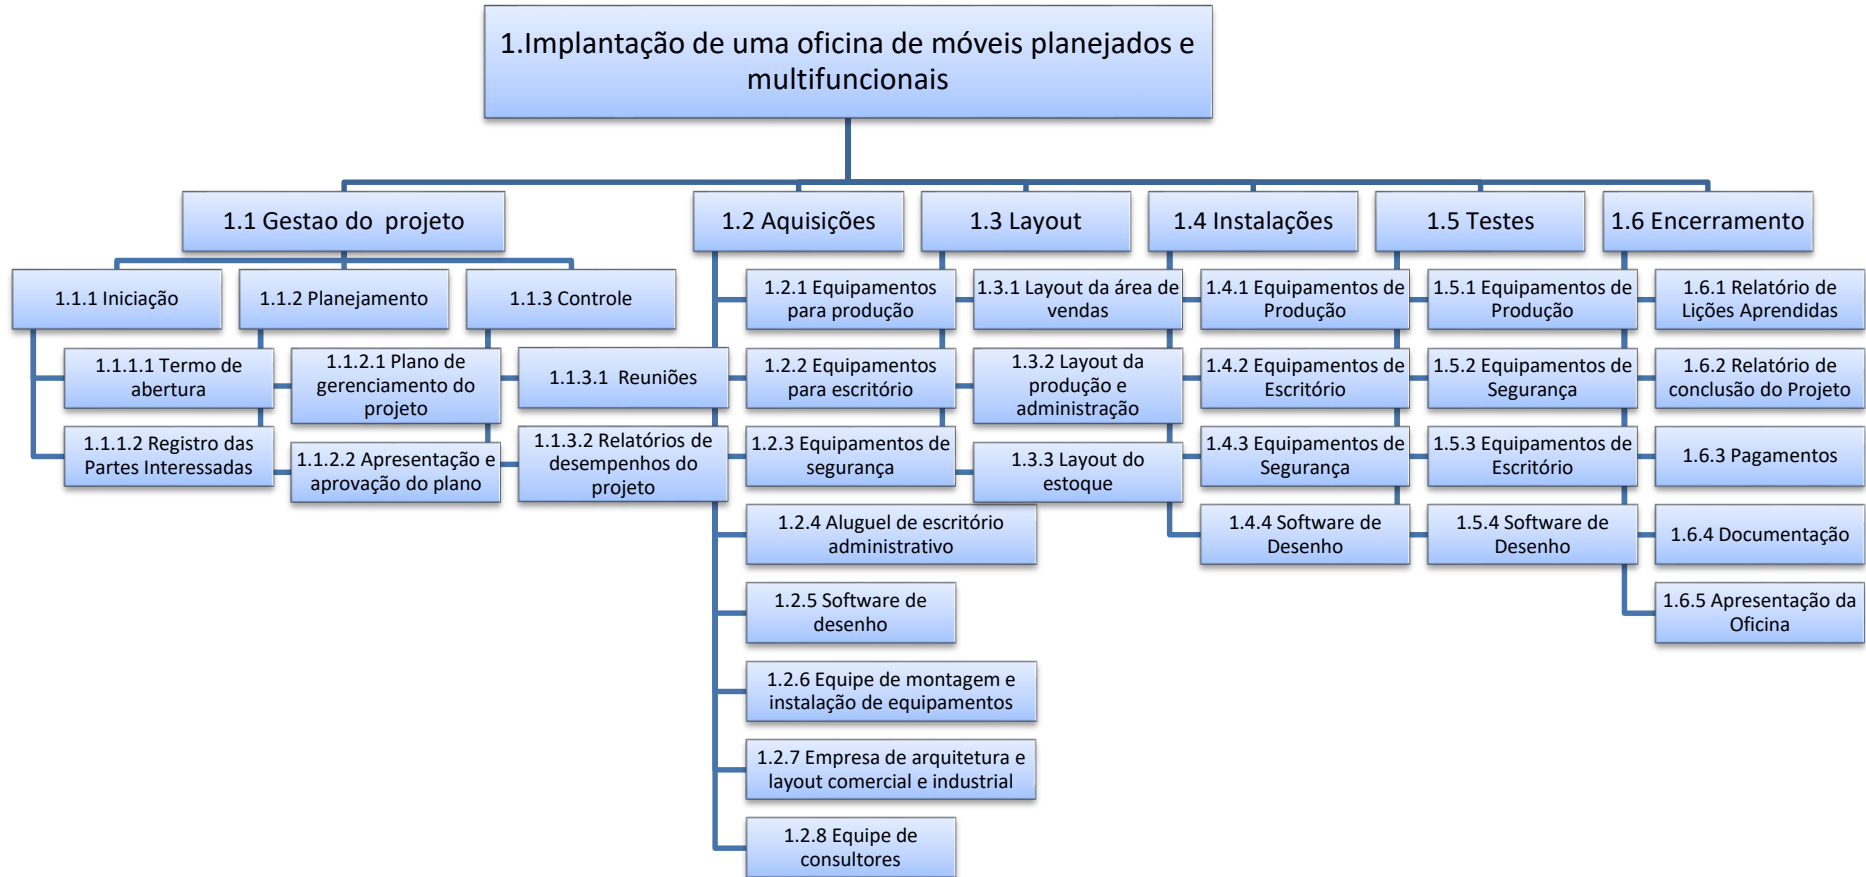 1.Implantação de uma oficina de móveis planejados e
multifuncionais
1.1 Gestao do  projeto
1.2 Aquisições
1.3 Layout
1.4 Instalações
1.5 Testes
1.6 Encerramento
1.1.1 Iniciação
1.1.1.1 Termo de
abertura
1.1.1.2 Registro das
Partes Interessadas
1.1.2 Planejamento
1.1.2.1 Plano de
gerenciamento do
projeto
1.1.2.2 Apresentação e
aprovação do plano
1.1.3 Controle
1.1.3.1  Reuniões
1.1.3.2 Relatórios de
desempenhos do
projeto
1.2.1 Equipamentos
para produção
1.2.2 Equipamentos
para escritório
1.2.3 Equipamentos de
segurança
1.2.4 Aluguel de escritório
administrativo
1.2.5 Software de
desenho
1.2.6 Equipe de montagem e
instalação de equipamentos
1.2.7 Empresa de arquitetura e
layout comercial e industrial
1.2.8 Equipe de
consultores
1.3.1 Layout da área de
vendas
1.3.2 Layout da
produção e
administração
1.3.3 Layout do
estoque
1.4.1 Equipamentos de
Produção
1.4.2 Equipamentos de
Escritório
1.4.3 Equipamentos de
Segurança
1.4.4 Software de
Desenho
1.5.1 Equipamentos de
Produção
1.5.2 Equipamentos de
Segurança
1.5.3 Equipamentos de
Escritório
1.5.4 Software de
Desenho
1.6.1 Relatório de
Lições Aprendidas
1.6.2 Relatório de
conclusão do Projeto
1.6.3 Pagamentos
1.6.4 Documentação
1.6.5 Apresentação da
Oficina